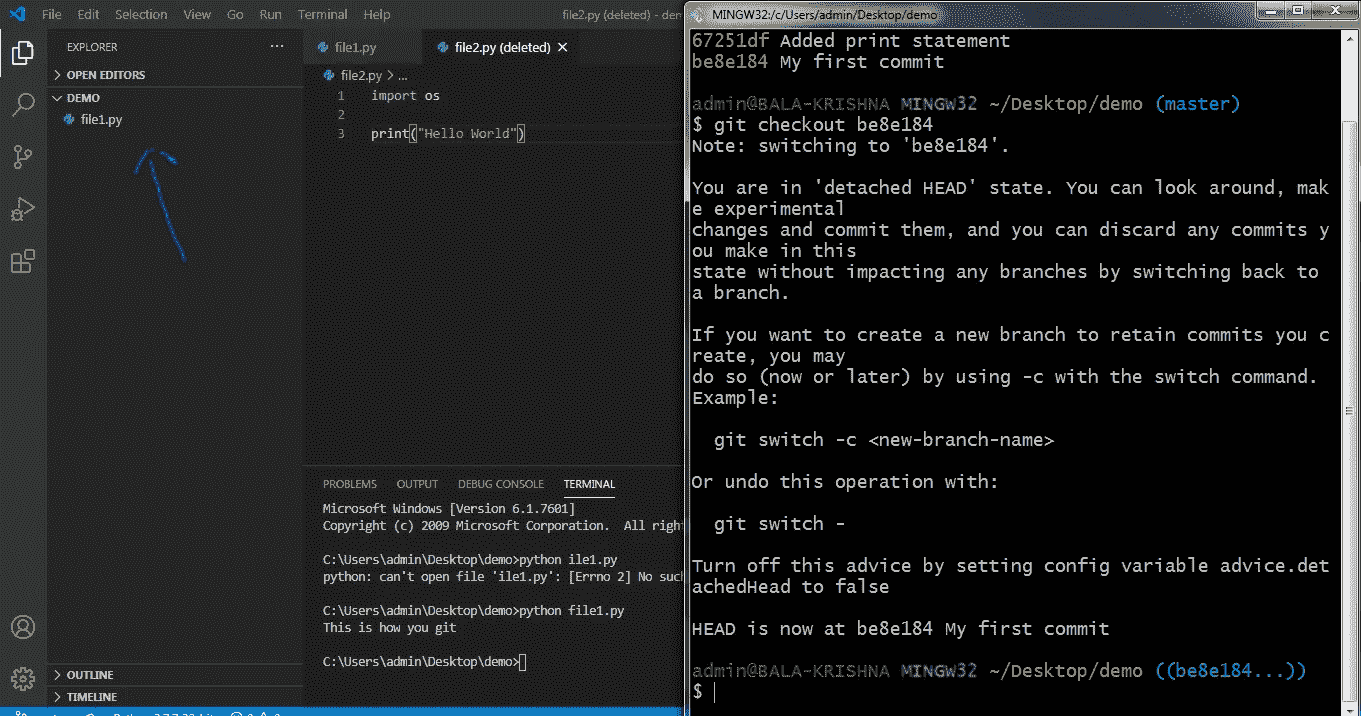 File Edit Selection View Go Run Terminal Help
file2.py (deleted) - dem
EXPLORER
OPEN EDITORS
DEMO
file1.py
OUTLINE
TIMELINE
file1.py
file2.py (deleted)
file2.py > ...
1 import os
2
3 print("Hello World")
PROBLEMS OUTPUT DEBUG CONSOLE TERMINAL
Microsoft Windows [Version 6.1.7601]
Copyright (c) 2009 Microsoft Corporation. All righ
C:\Users\admin\Desktop\demo>python ile1.py
python: can't open file 'ile1.py': [Errno 2] No suc
C:\Users\admin\Desktop\demo>python file1.py
This is how you git
C:\Users\admin\Desktop\demo>
MINGW32:/c/Users/admin/Desktop/demo
67251df Added print statement
be8e184 My first commit
admin@BALA-KRISHNA MINGW32 ~/Desktop/demo (master)
$ git checkout be8e184
Note: switching to 'be8e184'.
You are in 'detached HEAD' state. You can look around, mak
e experimental
changes and commit them, and you can discard any commits y
ou make in this
state without impacting any branches by switching back to
a branch.
If you want to create a new branch to retain commits you c
reate, you may
do so (now or later) by using -c with the switch command.
Example:
git switch -c <new-branch-name>
Or undo this operation with:
git switch -
Turn off this advice by setting config variable advice.det
achedHead to false
HEAD is now at be8e184 My first commit
admin@BALA-KRISHNA MINGW32 ~/Desktop/demo ((be8e184...))
$